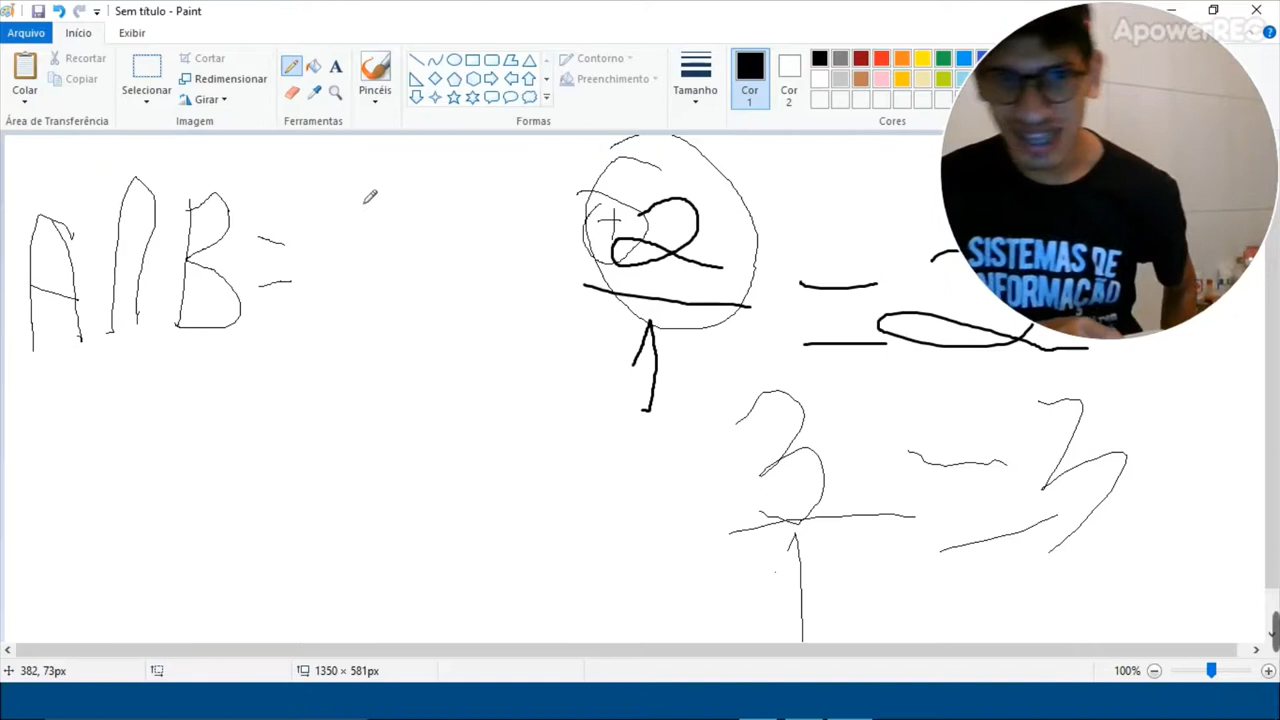 Sem título - Paint
ApowerREC
Arquivo Início Exibir
Colar
Recortar
Copiar
Área de Transferência
Selecionar
Cortar
Redimensionar
Girar
Imagem
A
Ferramentas
Pincéis
Formas
Contorno
Preenchimento
Tamanho
Cor 1
Cor 2
Cores
SISTEMAS DE
INFORMAÇÃO
A∩B=
+2
1
3 = 3
1
382, 73px
1350 × 581px
100%